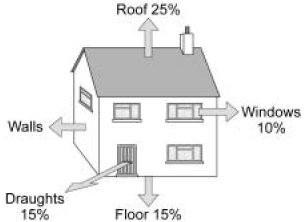 Roof 25%
Walls
Windows
10%
Draughts
15%
Floor 15%